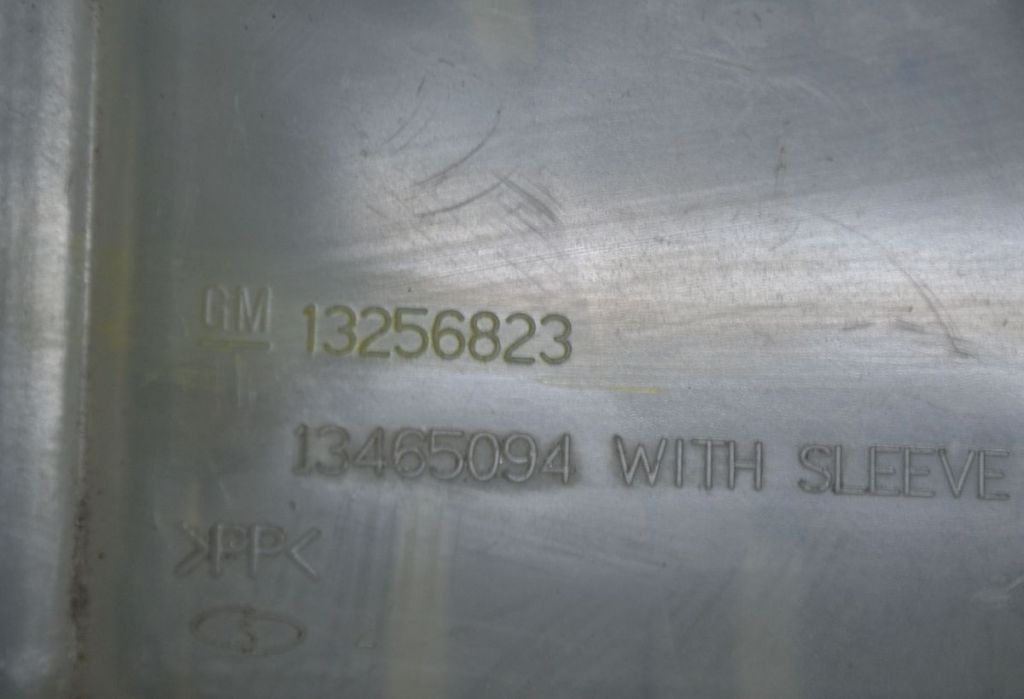 GM 13256823
13465094 WITH SLEEVE
>PP<